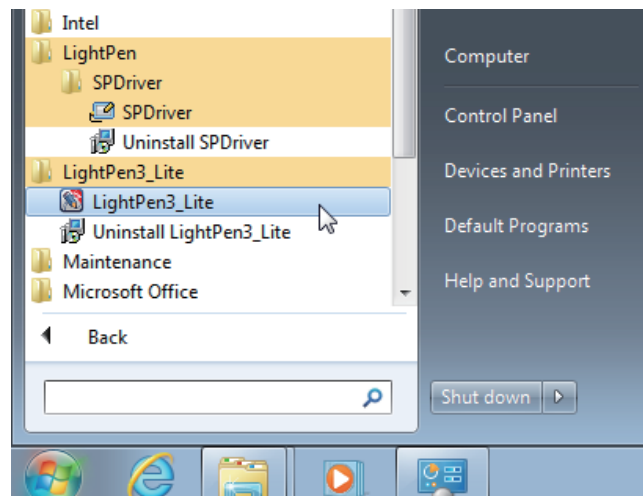 Intel
LightPen
SPDriver
SPDriver
Uninstall SPDriver
LightPen3_Lite
LightPen3_Lite
Uninstall LightPen3_Lite
Maintenance
Microsoft Office
Back
Computer
Control Panel
Devices and Printers
Default Programs
Help and Support
Shut down